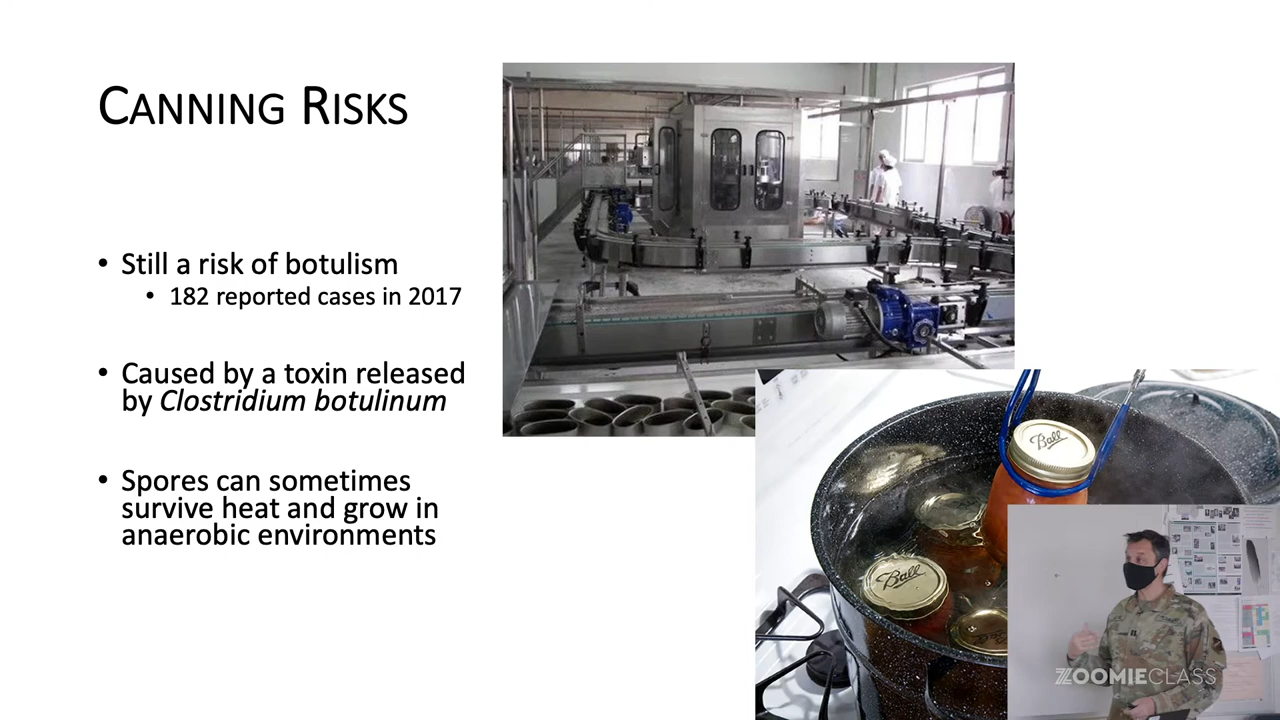 CANNING RISKS
• Still a risk of botulism
• 182 reported cases in 2017
• Caused by a toxin released
by Clostridium botulinum
• Spores can sometimes
survive heat and grow in
anaerobic environments
Ball
Ball
ZOOMIECLASS